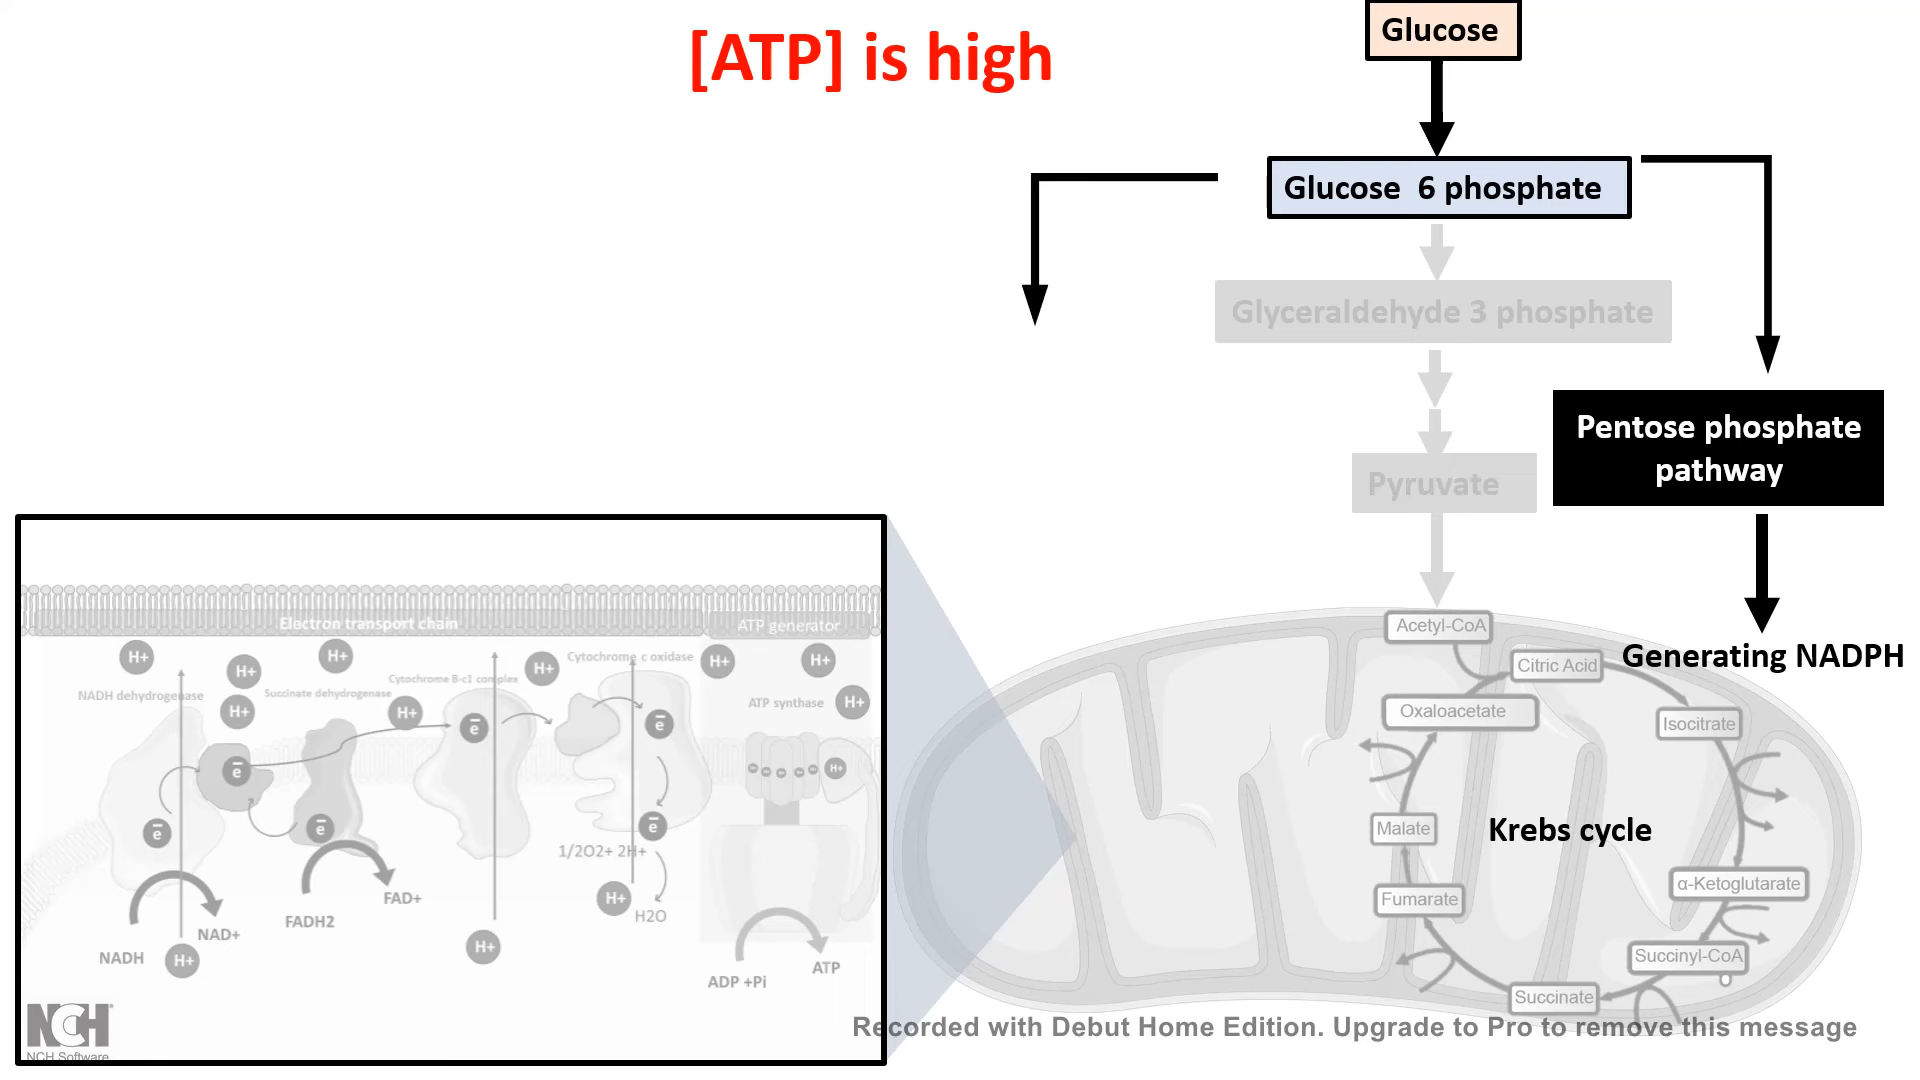 [ATP] is high
Glucose
Glucose  6 phosphate
Glyceraldehyde 3 phosphate
Pyruvate
Pentose phosphate
pathway
Generating NADPH
Electron transport chain
ATP generator
H+
H+
H+
H+
H+
H+
H+
H+
H+
NADH dehydrogenase
Succinate dehydrogenase
Cytochrome B-c1 complex
Cytochrome c oxidase
ATP synthase
e
e
e
e
e
e
H+
1/2O2+ 2H+
H+
H2O
FADH2
FAD+
NADH
NAD+
H+
H+
ADP +Pi
ATP
Acetyl-CoA
Citric Acid
Oxaloacetate
Isocitrate
Malate
Krebs cycle
Fumarate
α-Ketoglutarate
Succinyl-CoA
Succinate
NCH
NCH Software
Recorded with Debut Home Edition. Upgrade to Pro to remove this message